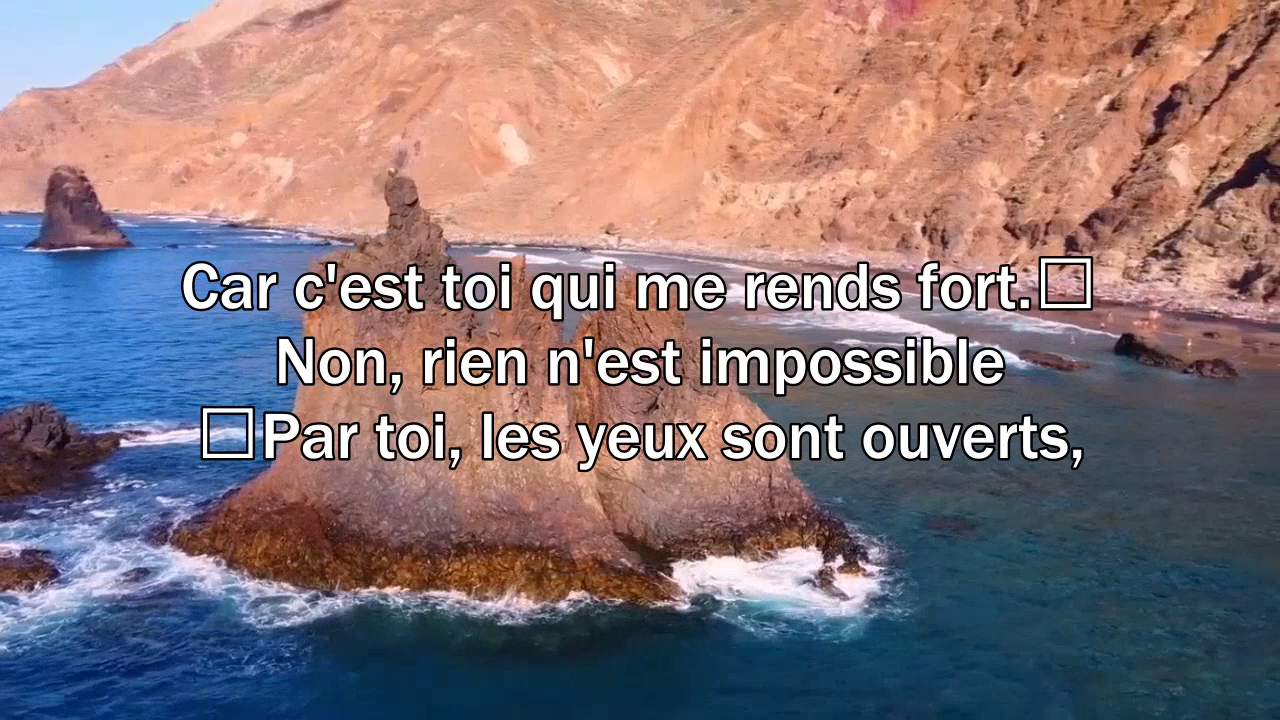 Car c'est toi qui me rends fort.□
Non, rien n'est impossible
□Par toi, les yeux sont ouverts,